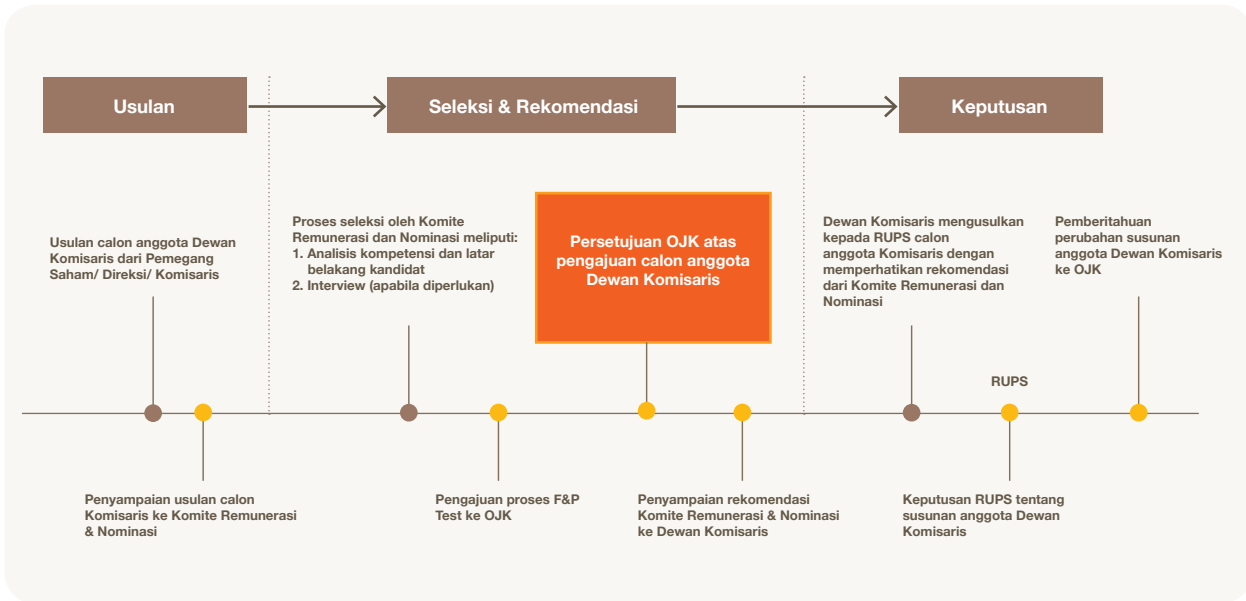 Usulan
Seleksi & Rekomendasi
Keputusan
Usulan calon anggota Dewan
Komisaris dari Pemegang
Saham/ Direksi/ Komisaris
Penyampaian usulan calon
Komisaris ke Komite Remunerasi
& Nominasi
Proses seleksi oleh Komite
Remunerasi dan Nominasi meliputi:
1. Analisis kompetensi dan latar
belakang kandidat
2. Interview (apabila diperlukan)
Pengajuan proses F&P
Test ke OJK
Persetujuan OJK atas
pengajuan calon anggota
Dewan Komisaris
Penyampaian rekomendasi
Komite Remunerasi & Nominasi
ke Dewan Komisaris
Dewan Komisaris mengusulkan
kepada RUPS calon
anggota Komisaris dengan
memperhatikan rekomendasi
dari Komite Remunerasi dan
Nominasi
RUPS
Keputusan RUPS tentang
susunan anggota Dewan
Komisaris
Pemberitahuan
perubahan susunan
anggota Dewan Komisaris
ke OJK